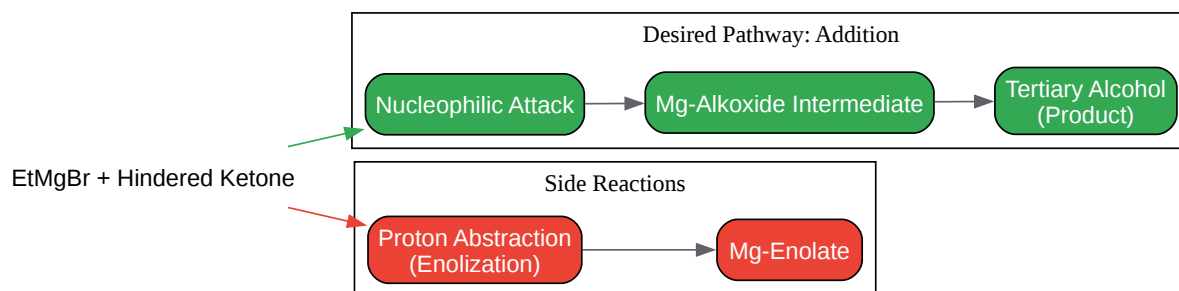 Desired Pathway: Addition
Nucleophilic Attack
Mg-Alkoxide Intermediate
Tertiary Alcohol
(Product)
EtMgBr + Hindered Ketone
Side Reactions
Proton Abstraction
(Enolization)
Mg-Enolate